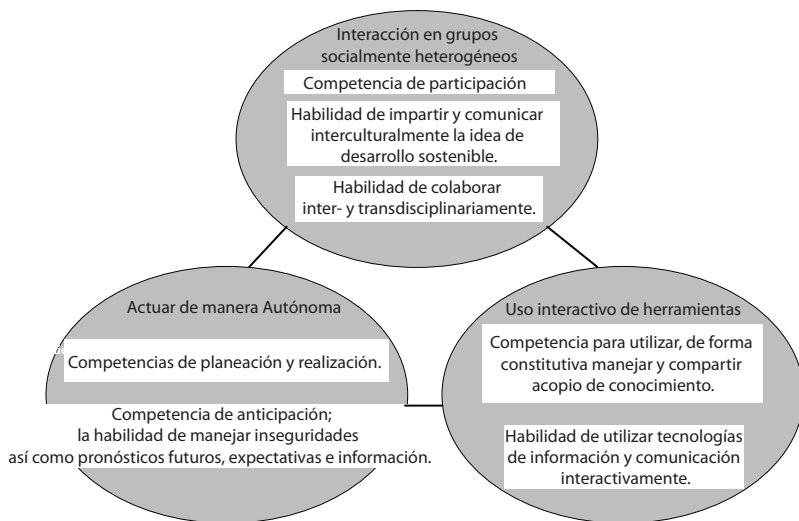 Interacción en grupos
socialmente heterogéneos
Competencia de participación
Habilidad de impartir y comunicar
interculturalmente la idea de
desarrollo sostenible.
Habilidad de colaborar
inter- y transdisciplinariamente.
Actuar de manera Autónoma
Competencias de planeación y realización.
Competencia de anticipación;
la habilidad de manejar inseguridades
así como pronósticos futuros, expectativas e información.
Uso interactivo de herramientas
Competencia para utilizar, de forma
constitutiva manejar y compartir
acopio de conocimiento.
Habilidad de utilizar tecnologías
de información y comunicación
interactivamente.